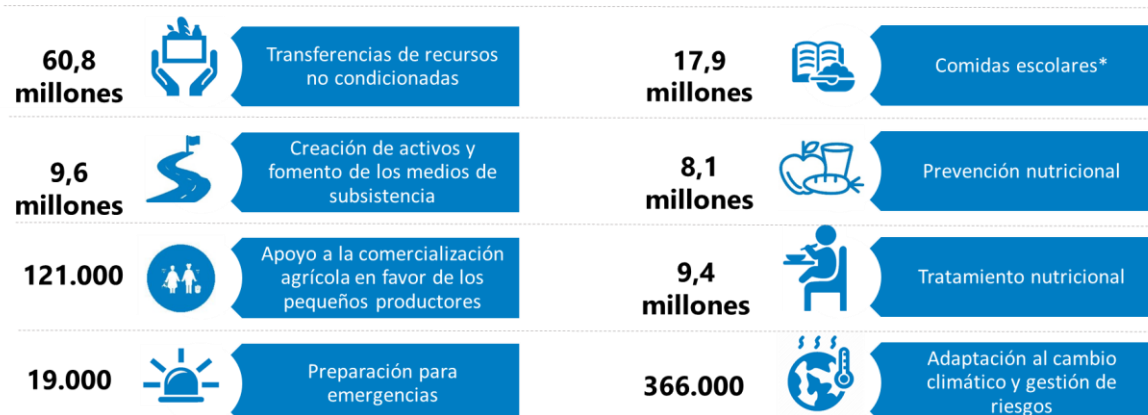 60,8
millones
Transferencias de recursos
no condicionadas
17,9
millones
Comidas escolares*
9,6
millones
Creación de activos y
fomento de los medios de
subsistencia
8,1
millones
Prevención nutricional
121.000
Apoyo a la comercialización
agrícola en favor de los
pequeños productores
9,4
millones
Tratamiento nutricional
19.000
Preparación para
emergencias
366.000
Adaptación al cambio
climático y gestión de
riesgos